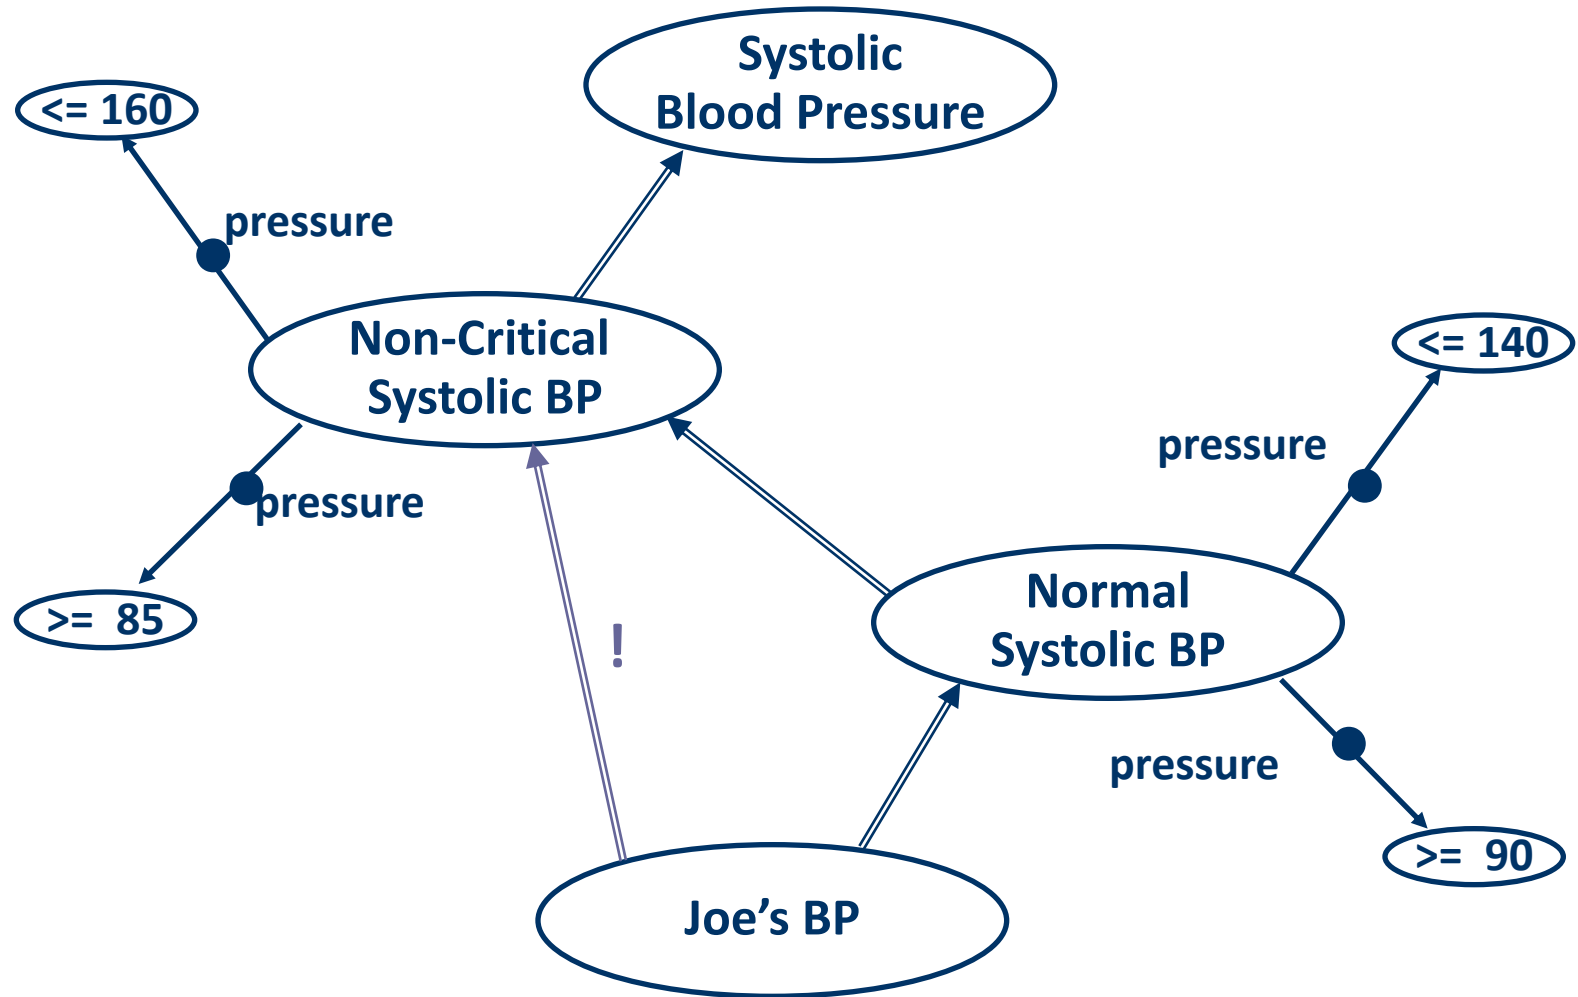 Systolic
Blood Pressure
<= 160
pressure
Non-Critical
Systolic BP
<= 140
pressure
pressure
>=  85
!
Normal
Systolic BP
pressure
>=  90
Joe’s BP